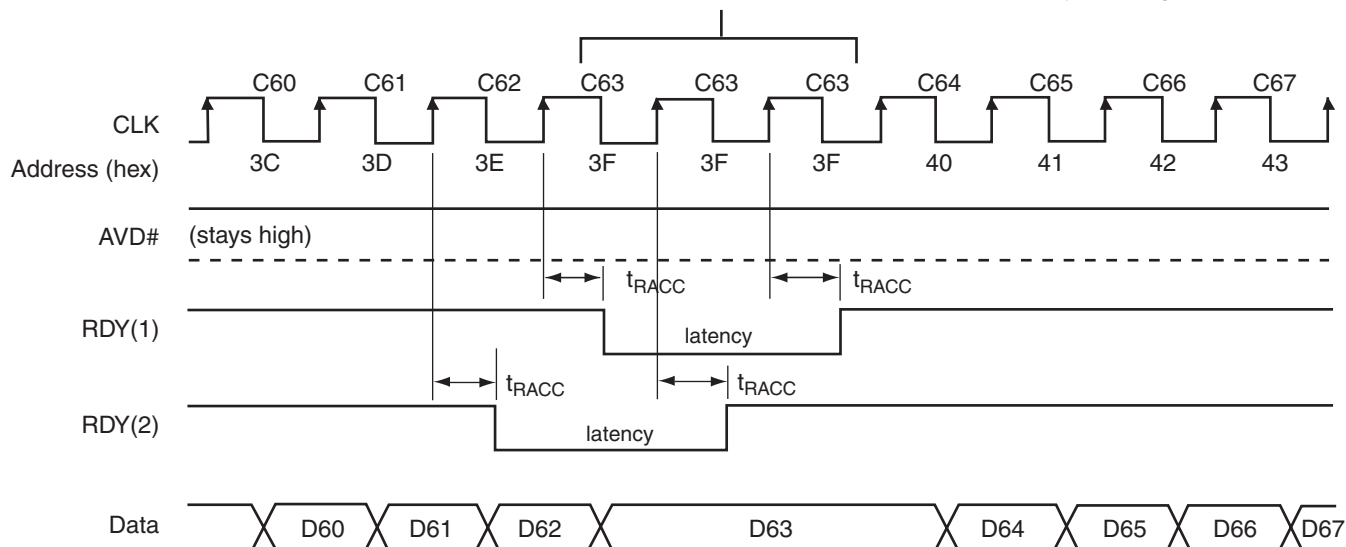 C60 C61 C62 C63 C63 C63 C64 C65 C66 C67
CLK
Address (hex) 3C 3D 3E 3F 3F 3F 40 41 42 43
AVD# (stays high)
tRACC tRACC
RDY(1) latency
tRACC tRACC
RDY(2) latency
Data D60 D61 D62 D63 D64 D65 D66 D67